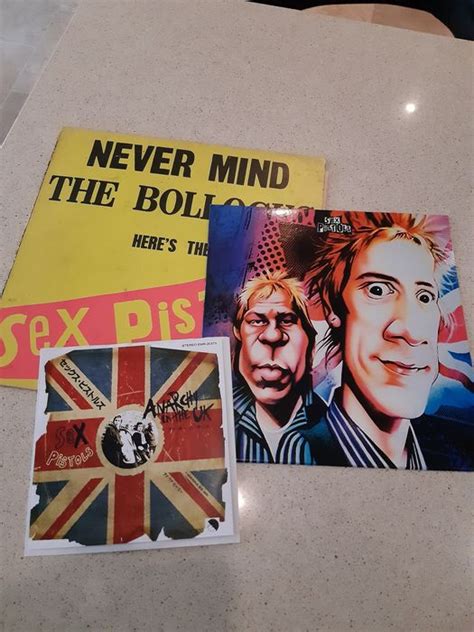 NEVER MIND
THE BOLLOCKS
HERE'S THE
SEX PIS
SEX
PISTOLS
セックス・ピストルズ
ANARCHY
IN THE
UK
SEX
PISTOLS